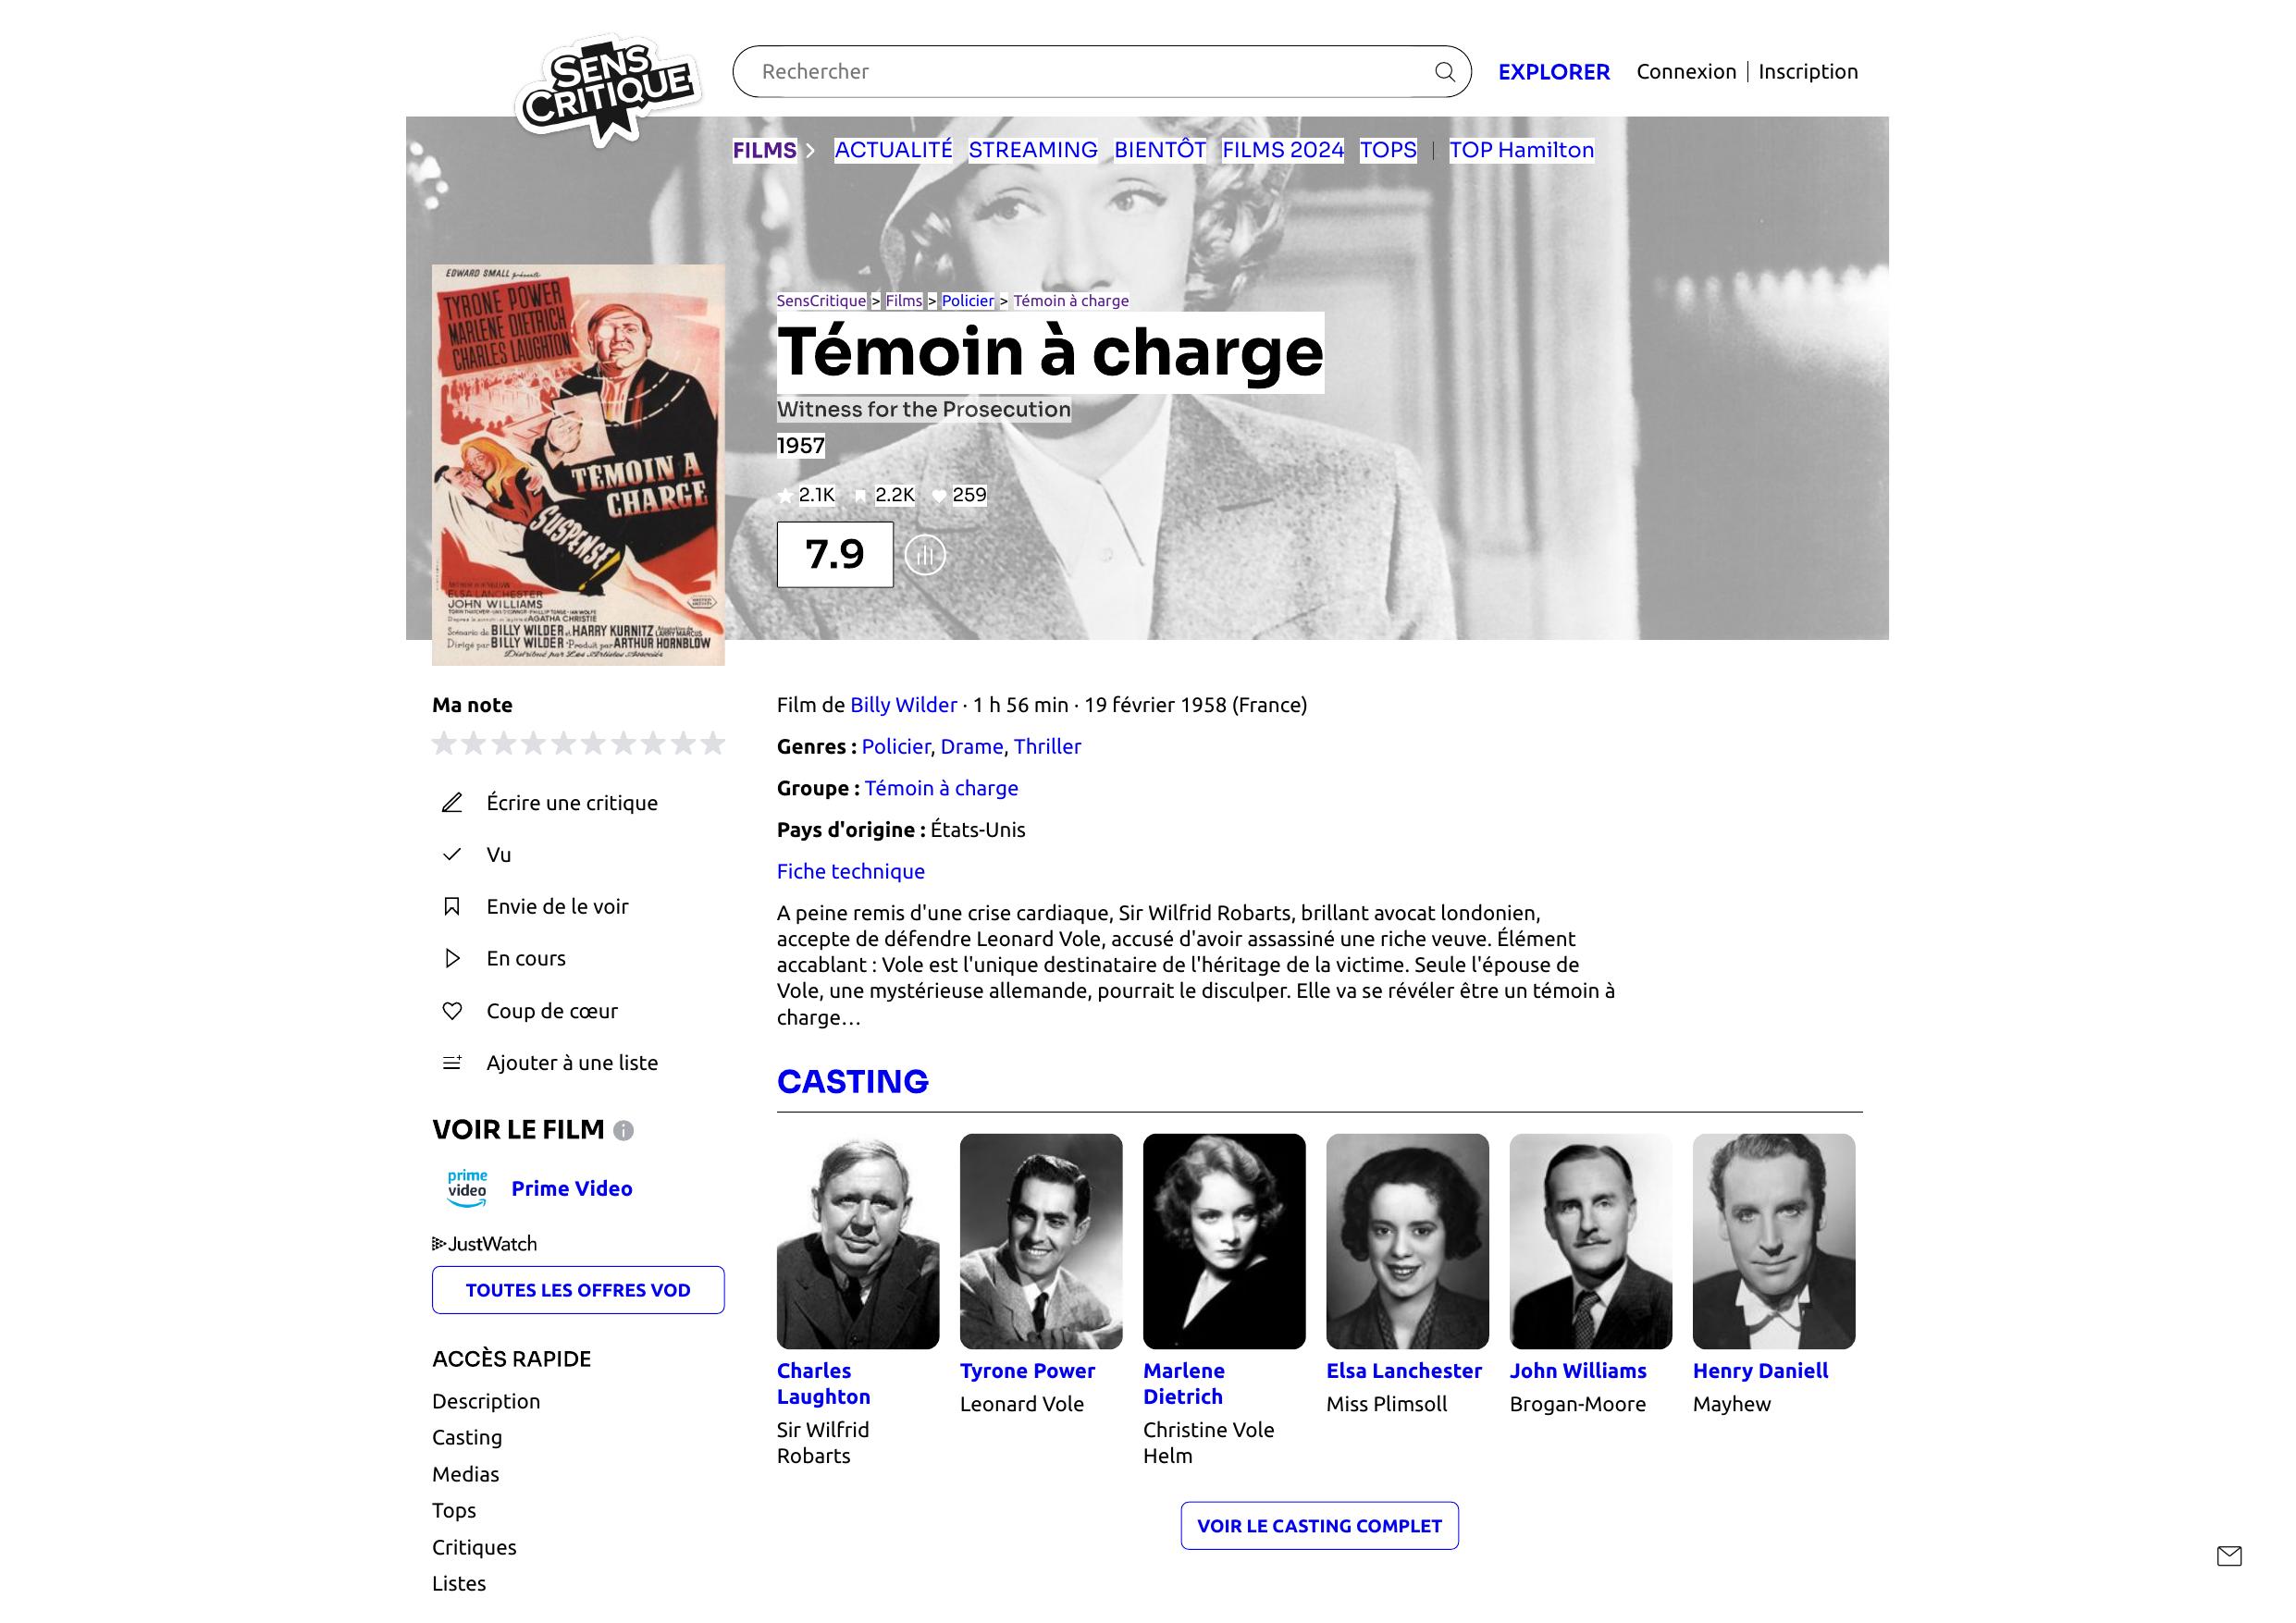 SENS
CRITIQUE
Rechercher
EXPLORER
Connexion | Inscription
FILMS
ACTUALITÉ
STREAMING
BIENTÔT
FILMS 2024
TOPS
|
TOP Hamilton
EDWARD SMALL présente
TYRONE POWER
MARLENE DIETRICH
CHARLES LAUGHTON
TEMOIN A
CHARGE
SUSPENSE
ELSA LANCHESTER
JOHN WILLIAMS
AGATHA CHRISTIE
Scénario de BILLY WILDER et HARRY KURNITZ
LARRY MARCUS
Dirigé par BILLY WILDER Produit par ARTHUR HORNBLOW
Distribué par Les Artistes Associés
SensCritique > Films > Policier > Témoin à charge
Témoin à charge
Witness for the Prosecution
1957
2.1K 2.2K 259
7.9
Ma note
Écrire une critique
Vu
Envie de le voir
En cours
Coup de cœur
Ajouter à une liste
VOIR LE FILM
prime
video
Prime Video
JustWatch
TOUTES LES OFFRES VOD
ACCÈS RAPIDE
Description
Casting
Medias
Tops
Critiques
Listes
Film de Billy Wilder · 1 h 56 min · 19 février 1958 (France)
Genres : Policier, Drame, Thriller
Groupe : Témoin à charge
Pays d'origine : États-Unis
Fiche technique
A peine remis d'une crise cardiaque, Sir Wilfrid Robarts, brillant avocat londonien,
accepte de défendre Leonard Vole, accusé d'avoir assassiné une riche veuve. Élément
accablant : Vole est l'unique destinataire de l'héritage de la victime. Seule l'épouse de
Vole, une mystérieuse allemande, pourrait le disculper. Elle va se révéler être un témoin à
charge…
CASTING
Charles
Laughton
Sir Wilfrid
Robarts
Tyrone Power
Leonard Vole
Marlene
Dietrich
Christine Vole
Helm
Elsa Lanchester
Miss Plimsoll
John Williams
Brogan-Moore
Henry Daniell
Mayhew
VOIR LE CASTING COMPLET